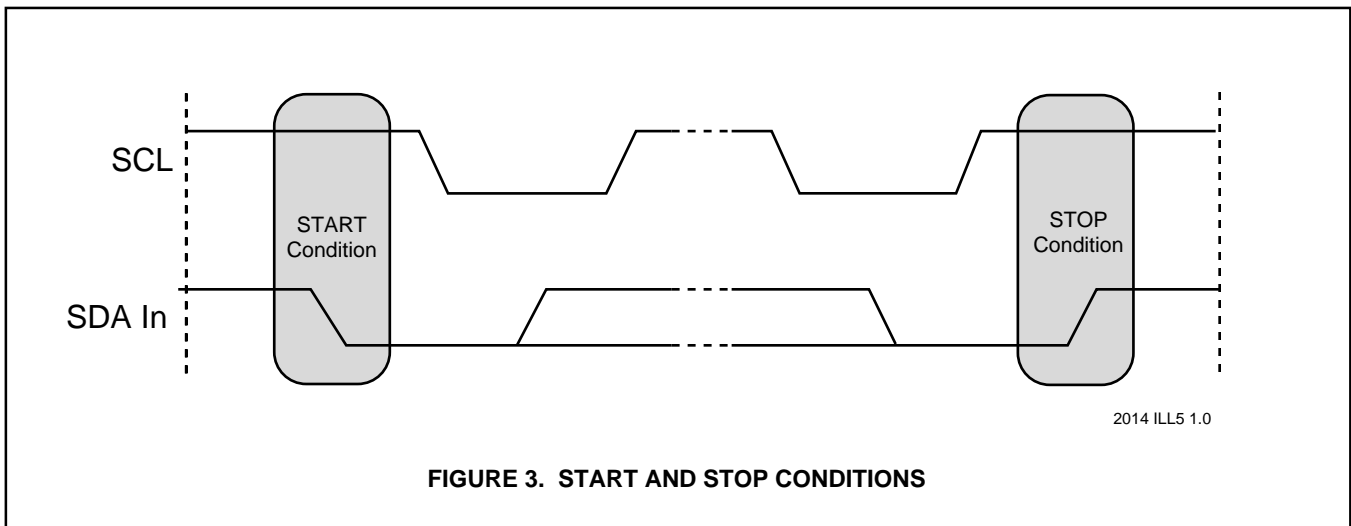 SCL
START
Condition
STOP
Condition
SDA In
2014 ILL5 1.0
FIGURE 3. START AND STOP CONDITIONS